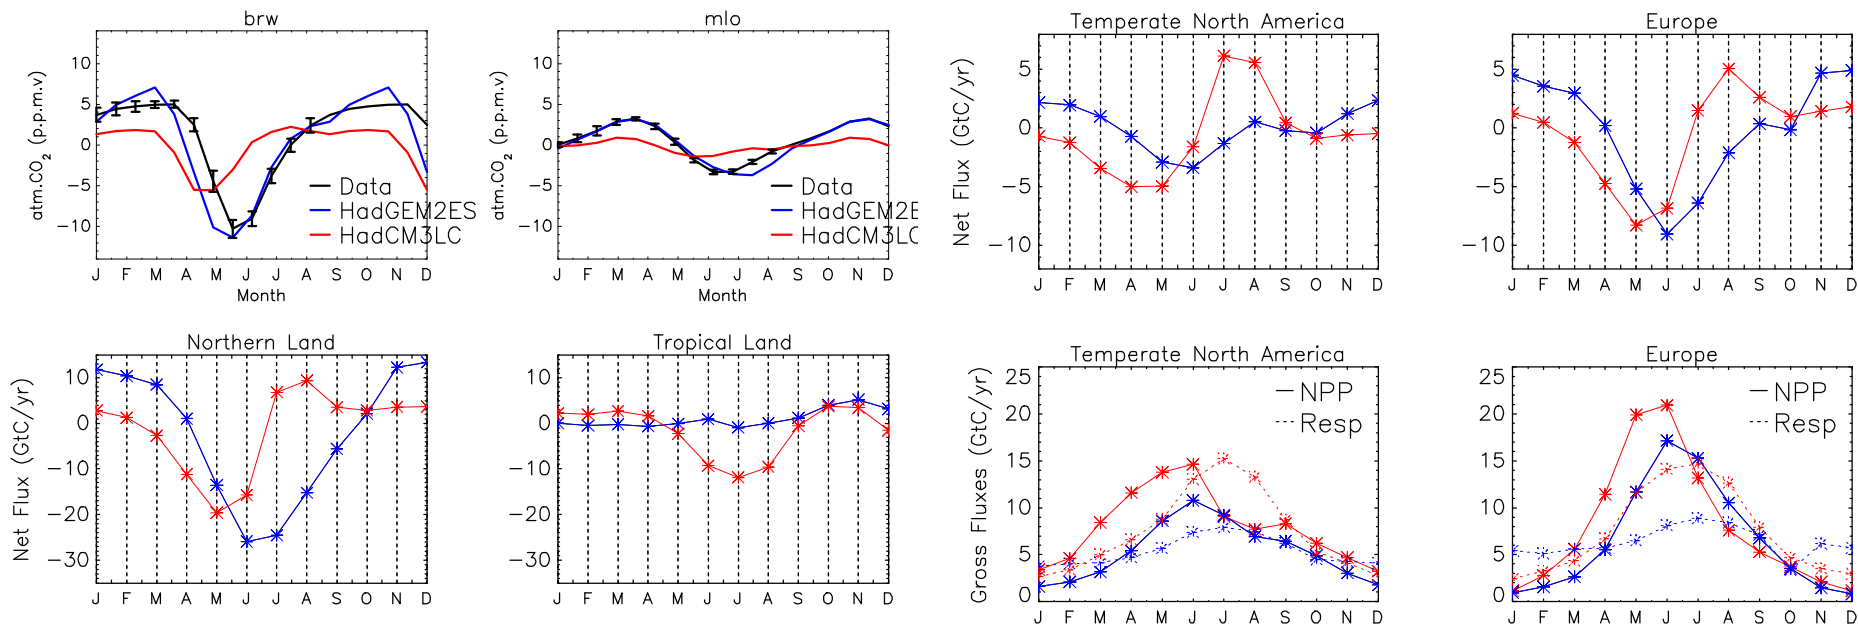 brw
atm.CO2 (p.p.m.v)
10
5
0
−5
−10
Data
HadGEM2ES
HadCM3LC
J F M A M J J A S O N D
Month
mlo
atm.CO2 (p.p.m.v)
10
5
0
−5
−10
Data
HadGEM2E
HadCM3LC
J F M A M J J A S O N D
Month
Temperate North America
Net Flux (GtC/yr)
5
0
−5
−10
J F M A M J J A S O N D
Europe
5
0
−5
−10
J F M A M J J A S O N D
Northern Land
Net Flux (GtC/yr)
10
0
−10
−20
−30
J F M A M J J A S O N D
Tropical Land
10
0
−10
−20
−30
J F M A M J J A S O N D
Temperate North America
Gross Fluxes (GtC/yr)
25
20
15
10
5
0
NPP
Resp
J F M A M J J A S O N D
Europe
25
20
15
10
5
0
NPP
Resp
J F M A M J J A S O N D